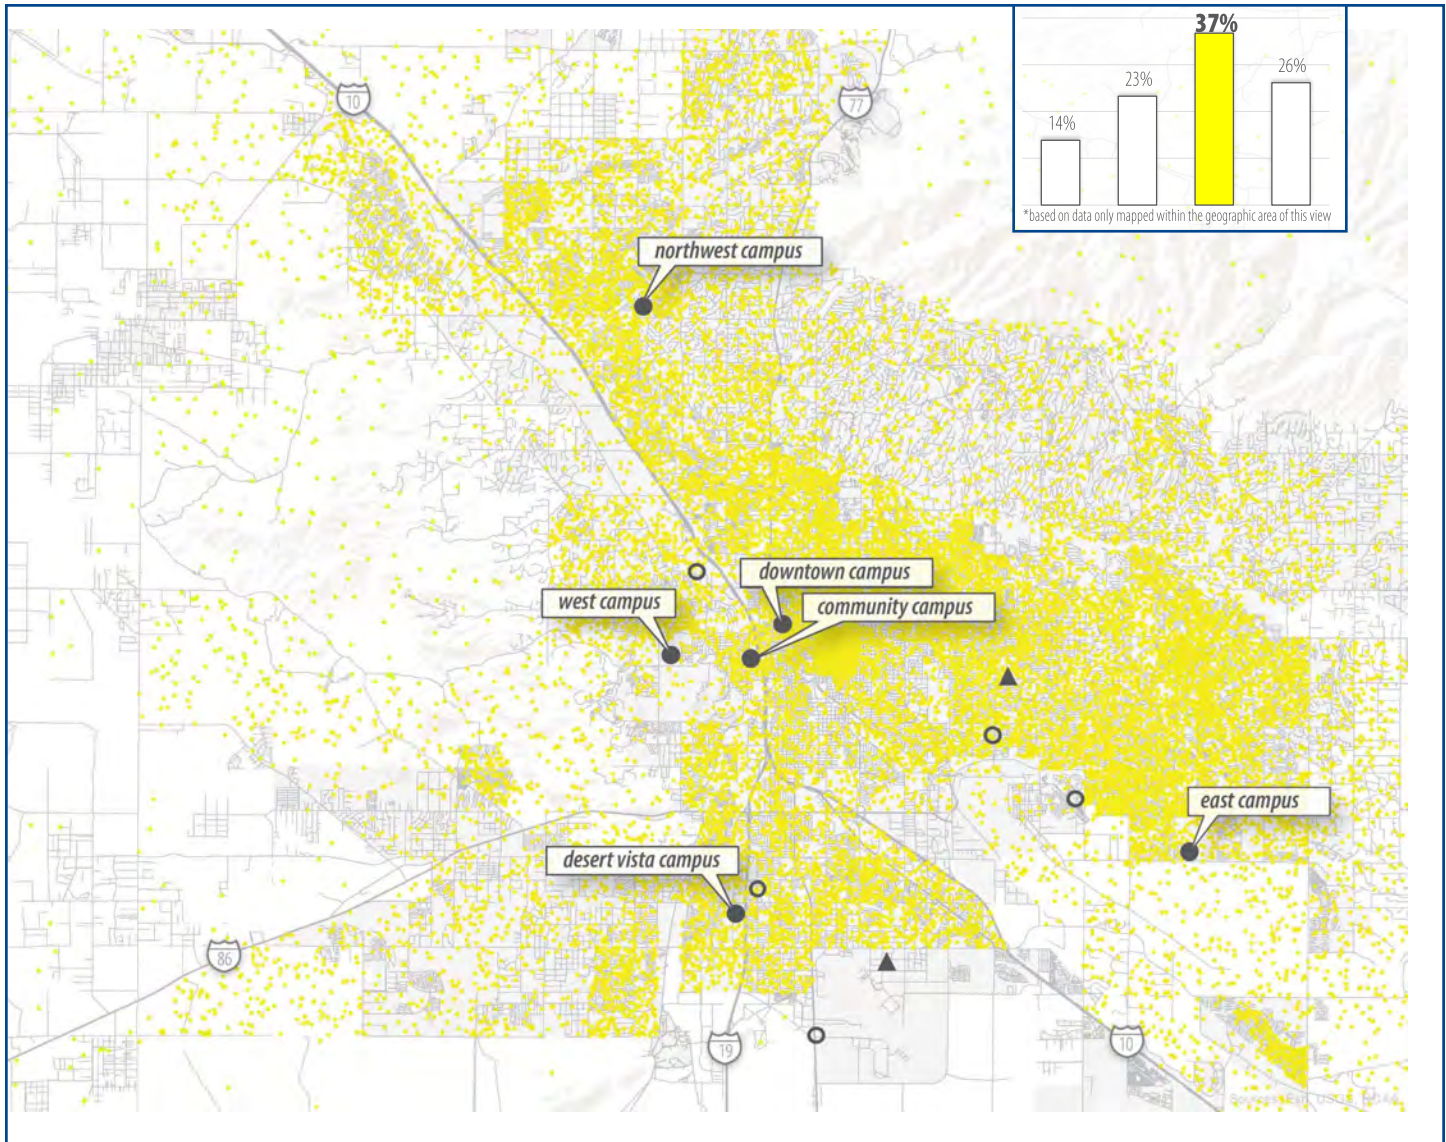 37%
26%
23%
14%
*based on data only mapped within the geographic area of this view
10
77
northwest campus
downtown campus
west campus
community campus
east campus
desert vista campus
86
19
10